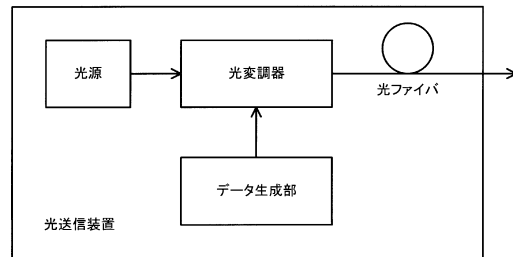 光源
光変調器
光ファイバ
データ生成部
光送信装置